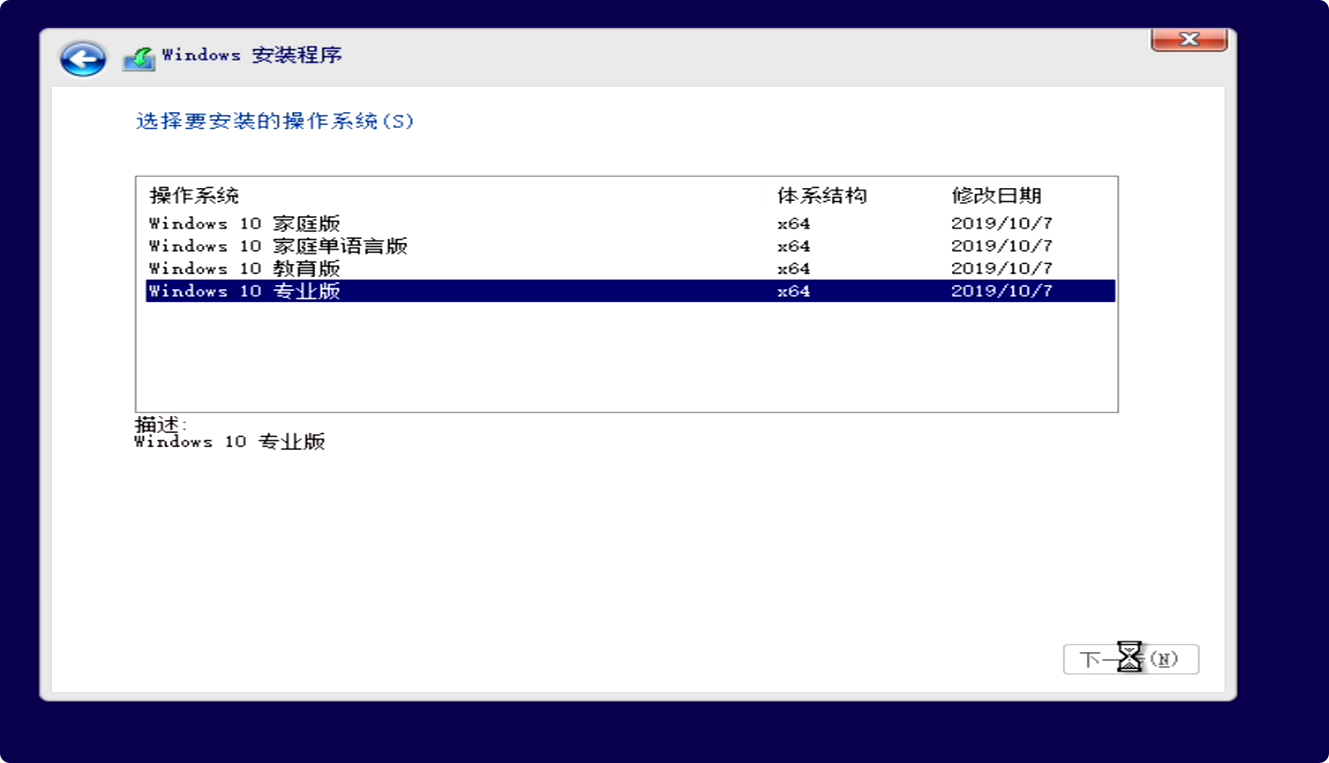 Windows 安装程序
选择要安装的操作系统(S)
操作系统 体系结构 修改日期
Windows 10 家庭版 x64 2019/10/7
Windows 10 家庭单语言版 x64 2019/10/7
Windows 10 教育版 x64 2019/10/7
Windows 10 专业版 x64 2019/10/7
描述:
Windows 10 专业版
下一(N)